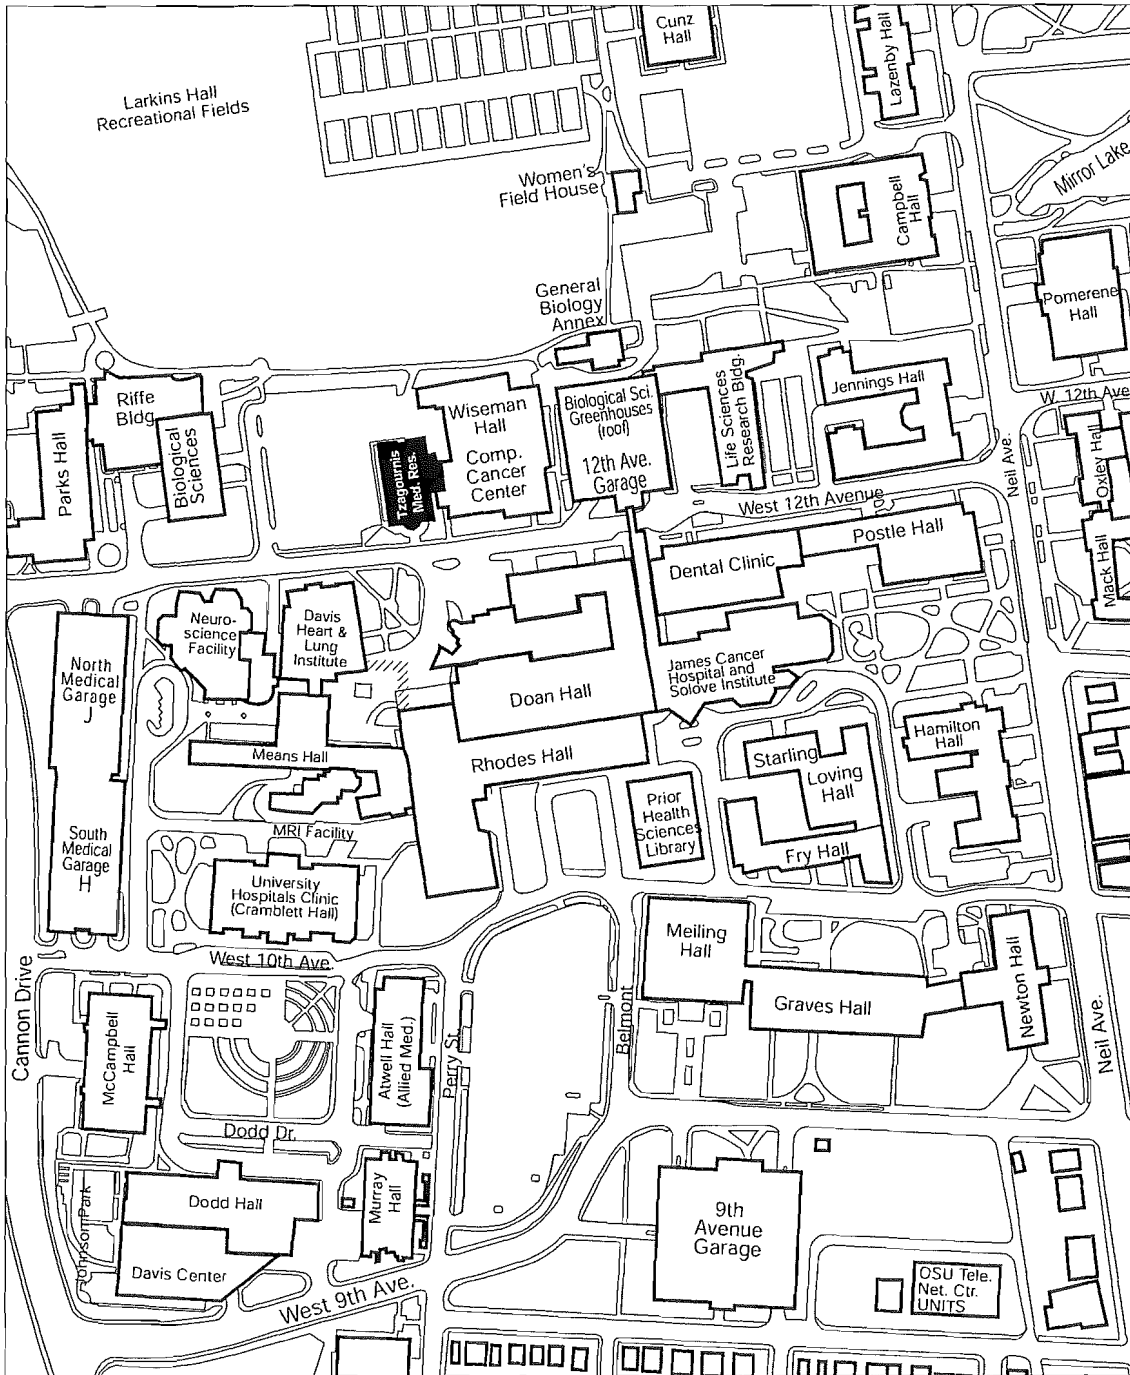 Cunz
Hall
Lazenby Hall
Larkins Hall
Recreational Fields
Mirror Lake
Women's
Field House
Campbell
Hall
General
Biology
Annex
Pomerene
Hall
Riffe
Bldg.
Parks Hall
Biological
Sciences
Tzagournis
Med. Res.
Wiseman
Hall
Comp.
Cancer
Center
Biological Sci.
Greenhouses
(roof)
12th Ave.
Garage
Life Sciences
Research Bldg.
Jennings Hall
W. 12th Ave
Oxley Hall
Neil Ave.
West 12th Avenue
Postle Hall
Dental Clinic
Mack Hall
Neuro-
science
Facility
Davis
Heart &
Lung
Institute
North
Medical
Garage
J
James Cancer
Hospital and
Solove Institute
Doan Hall
Hamilton
Hall
Means Hall
Rhodes Hall
Starling
Loving
Hall
Prior
Health
Sciences
Library
MRI Facility
South
Medical
Garage
H
Fry Hall
University
Hospitals Clinic
(Cramblett Hall)
Meiling
Hall
West 10th Ave.
Cannon Drive
Newton Hall
Graves Hall
Belmont
McCampbell
Hall
Atwell Hall
(Allied Med.)
Perry St.
Neil Ave.
Dodd Dr.
Johnson Park
Dodd Hall
Murray
Hall
9th
Avenue
Garage
Davis Center
West 9th Ave.
OSU Tele.
Net. Ctr.
UNITS